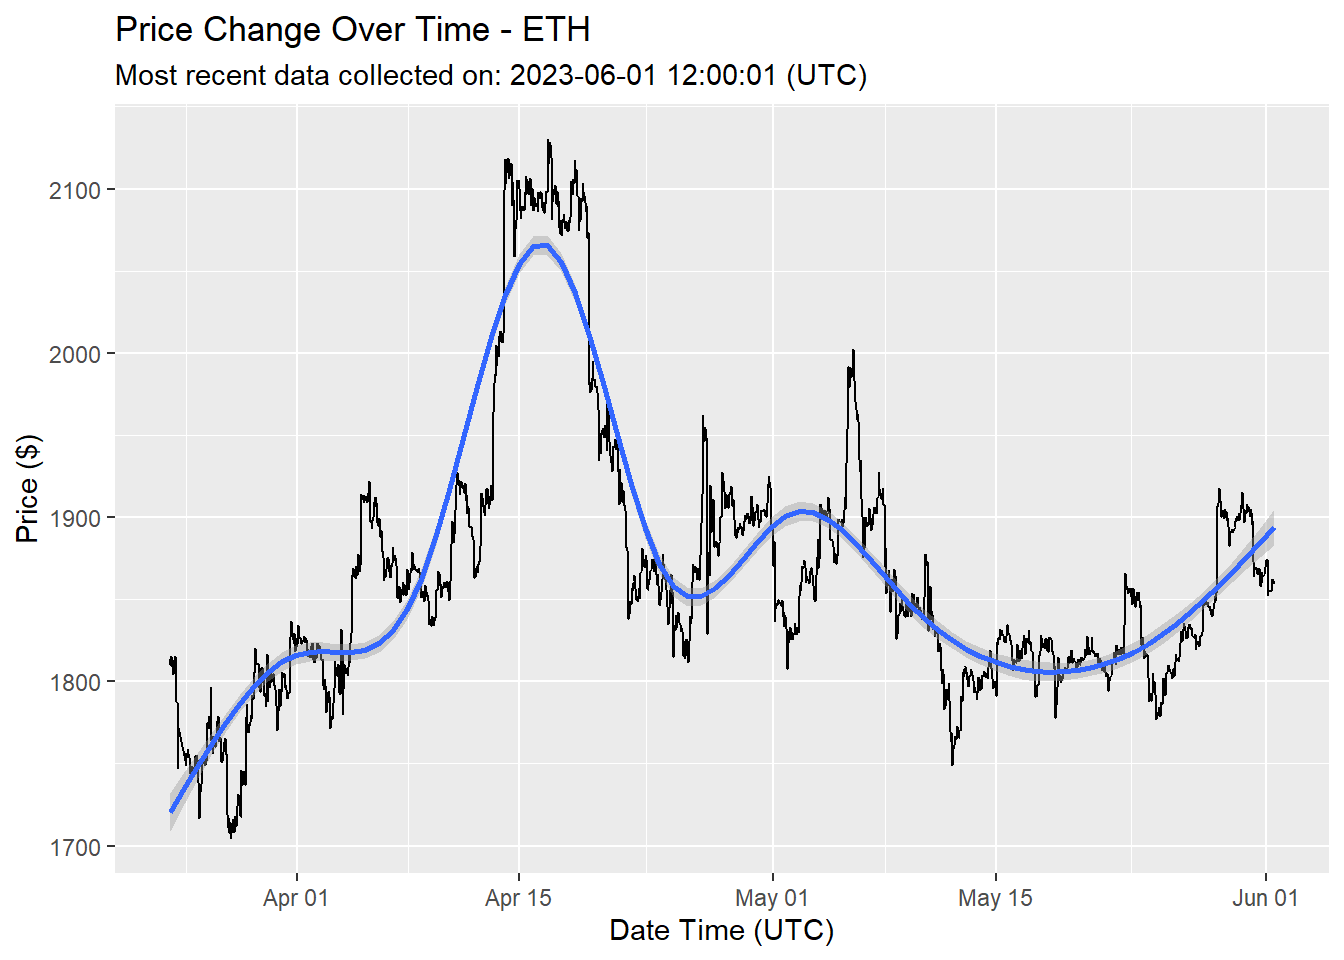 Price Change Over Time - ETH
Most recent data collected on: 2023-06-01 12:00:01 (UTC)
Price ($)
2100
2000
1900
1800
1700
Apr 01
Apr 15
May 01
May 15
Jun 01
Date Time (UTC)